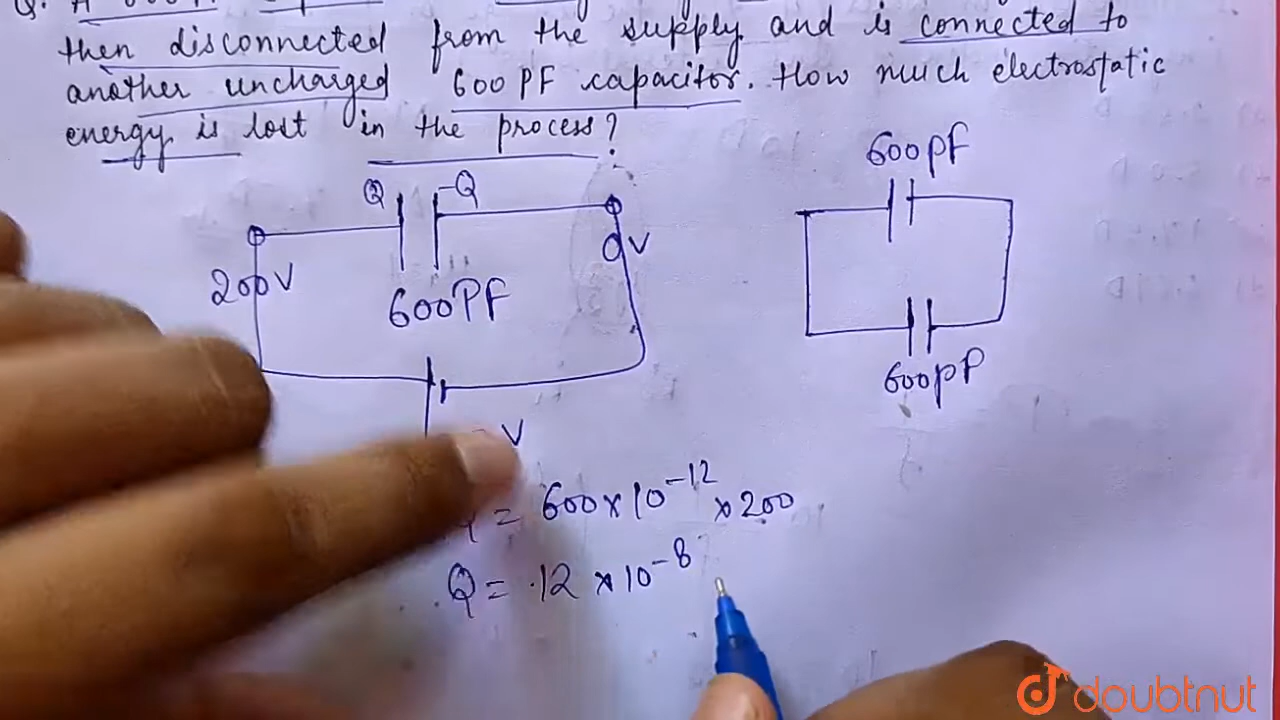 then disconnected from the supply and is connected to
another uncharged 600 PF capacitor. How much electrostatic
energy is lost in the process?
600pF
Q -Q
200V
0V
600PF
600pF
V
= 600×10⁻¹² ×200
Q = .12 ×10⁻⁸
doubtnut